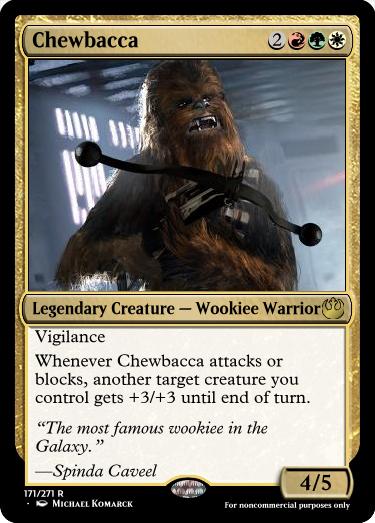 Chewbacca 2
Legendary Creature — Wookiee Warrior
Vigilance
Whenever Chewbacca attacks or
blocks, another target creature you
control gets +3/+3 until end of turn.
“The most famous wookiee in the
Galaxy.”
—Spinda Caveel
4/5
171/271 R
· Michael Komarck
For noncommercial purposes only